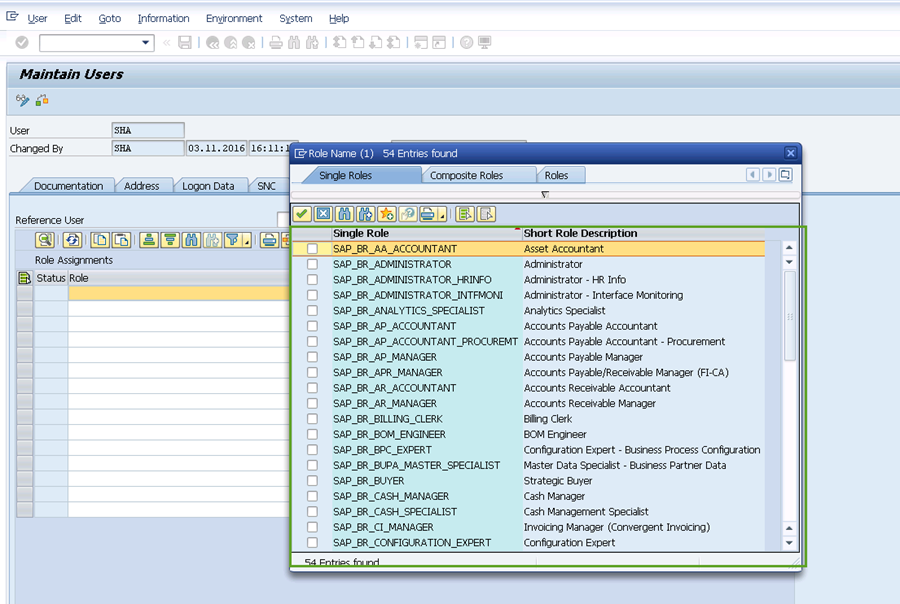 User Edit Goto Information Environment System Help
Maintain Users
User SHA
Changed By SHA 03.11.2016 16:11:1
Documentation Address Logon Data SNC
Reference User
Role Assignments
Status Role
Role Name (1) 54 Entries found
Single Roles Composite Roles Roles
Single Role Short Role Description
SAP_BR_AA_ACCOUNTANT Asset Accountant
SAP_BR_ADMINISTRATOR Administrator
SAP_BR_ADMINISTRATOR_HRINFO Administrator - HR Info
SAP_BR_ADMINISTRATOR_INTFMONI Administrator - Interface Monitoring
SAP_BR_ANALYTICS_SPECIALIST Analytics Specialist
SAP_BR_AP_ACCOUNTANT Accounts Payable Accountant
SAP_BR_AP_ACCOUNTANT_PROCUREMT Accounts Payable Accountant - Procurement
SAP_BR_AP_MANAGER Accounts Payable Manager
SAP_BR_APR_MANAGER Accounts Payable/Receivable Manager (FI-CA)
SAP_BR_AR_ACCOUNTANT Accounts Receivable Accountant
SAP_BR_AR_MANAGER Accounts Receivable Manager
SAP_BR_BILLING_CLERK Billing Clerk
SAP_BR_BOM_ENGINEER BOM Engineer
SAP_BR_BPC_EXPERT Configuration Expert - Business Process Configuration
SAP_BR_BUPA_MASTER_SPECIALIST Master Data Specialist - Business Partner Data
SAP_BR_BUYER Strategic Buyer
SAP_BR_CASH_MANAGER Cash Manager
SAP_BR_CASH_SPECIALIST Cash Management Specialist
SAP_BR_CI_MANAGER Invoicing Manager (Convergent Invoicing)
SAP_BR_CONFIGURATION_EXPERT Configuration Expert
54 Entries found